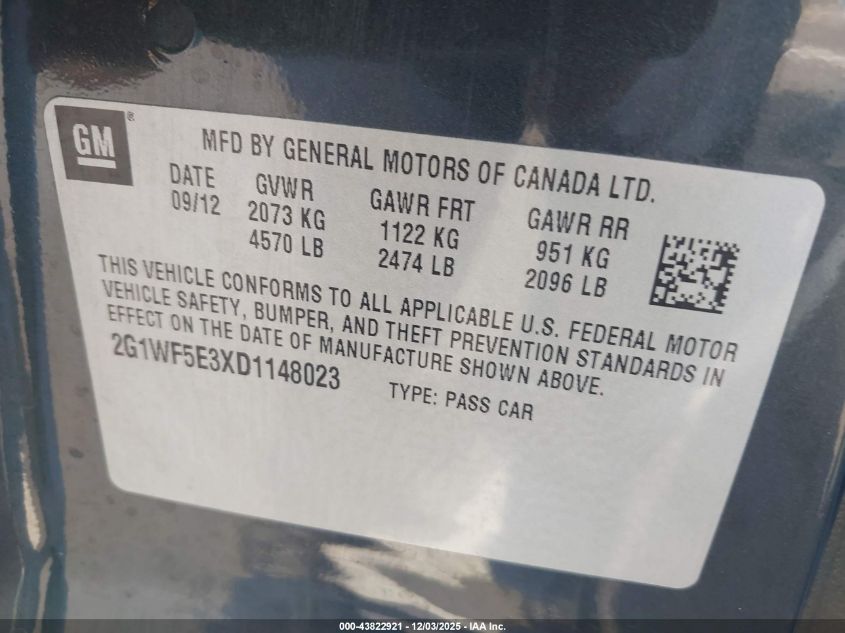 GM
®
MFD BY GENERAL MOTORS OF CANADA LTD.
DATE GVWR GAWR FRT GAWR RR
09/12 2073 KG 1122 KG 951 KG
4570 LB 2474 LB 2096 LB
THIS VEHICLE CONFORMS TO ALL APPLICABLE U.S. FEDERAL MOTOR
VEHICLE SAFETY, BUMPER, AND THEFT PREVENTION STANDARDS IN
EFFECT ON THE DATE OF MANUFACTURE SHOWN ABOVE.
2G1WF5E3XD1148023 TYPE: PASS CAR
000-43822921 - 12/03/2025 - IAA Inc.